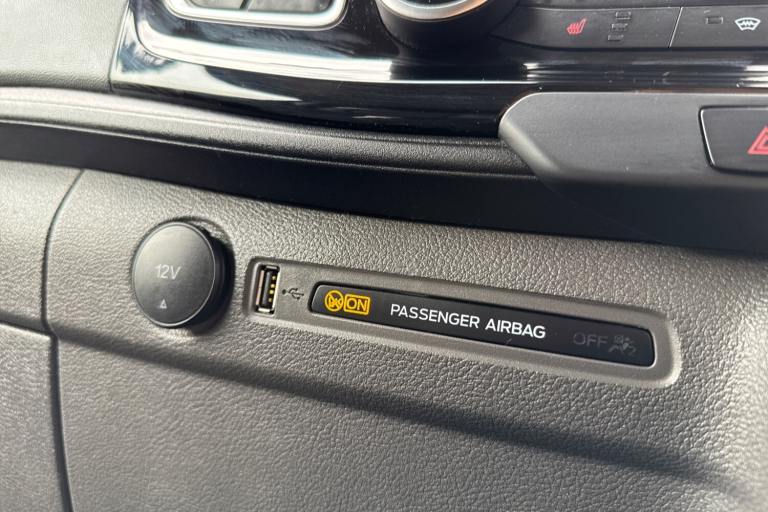 12V
ON PASSENGER AIRBAG OFF